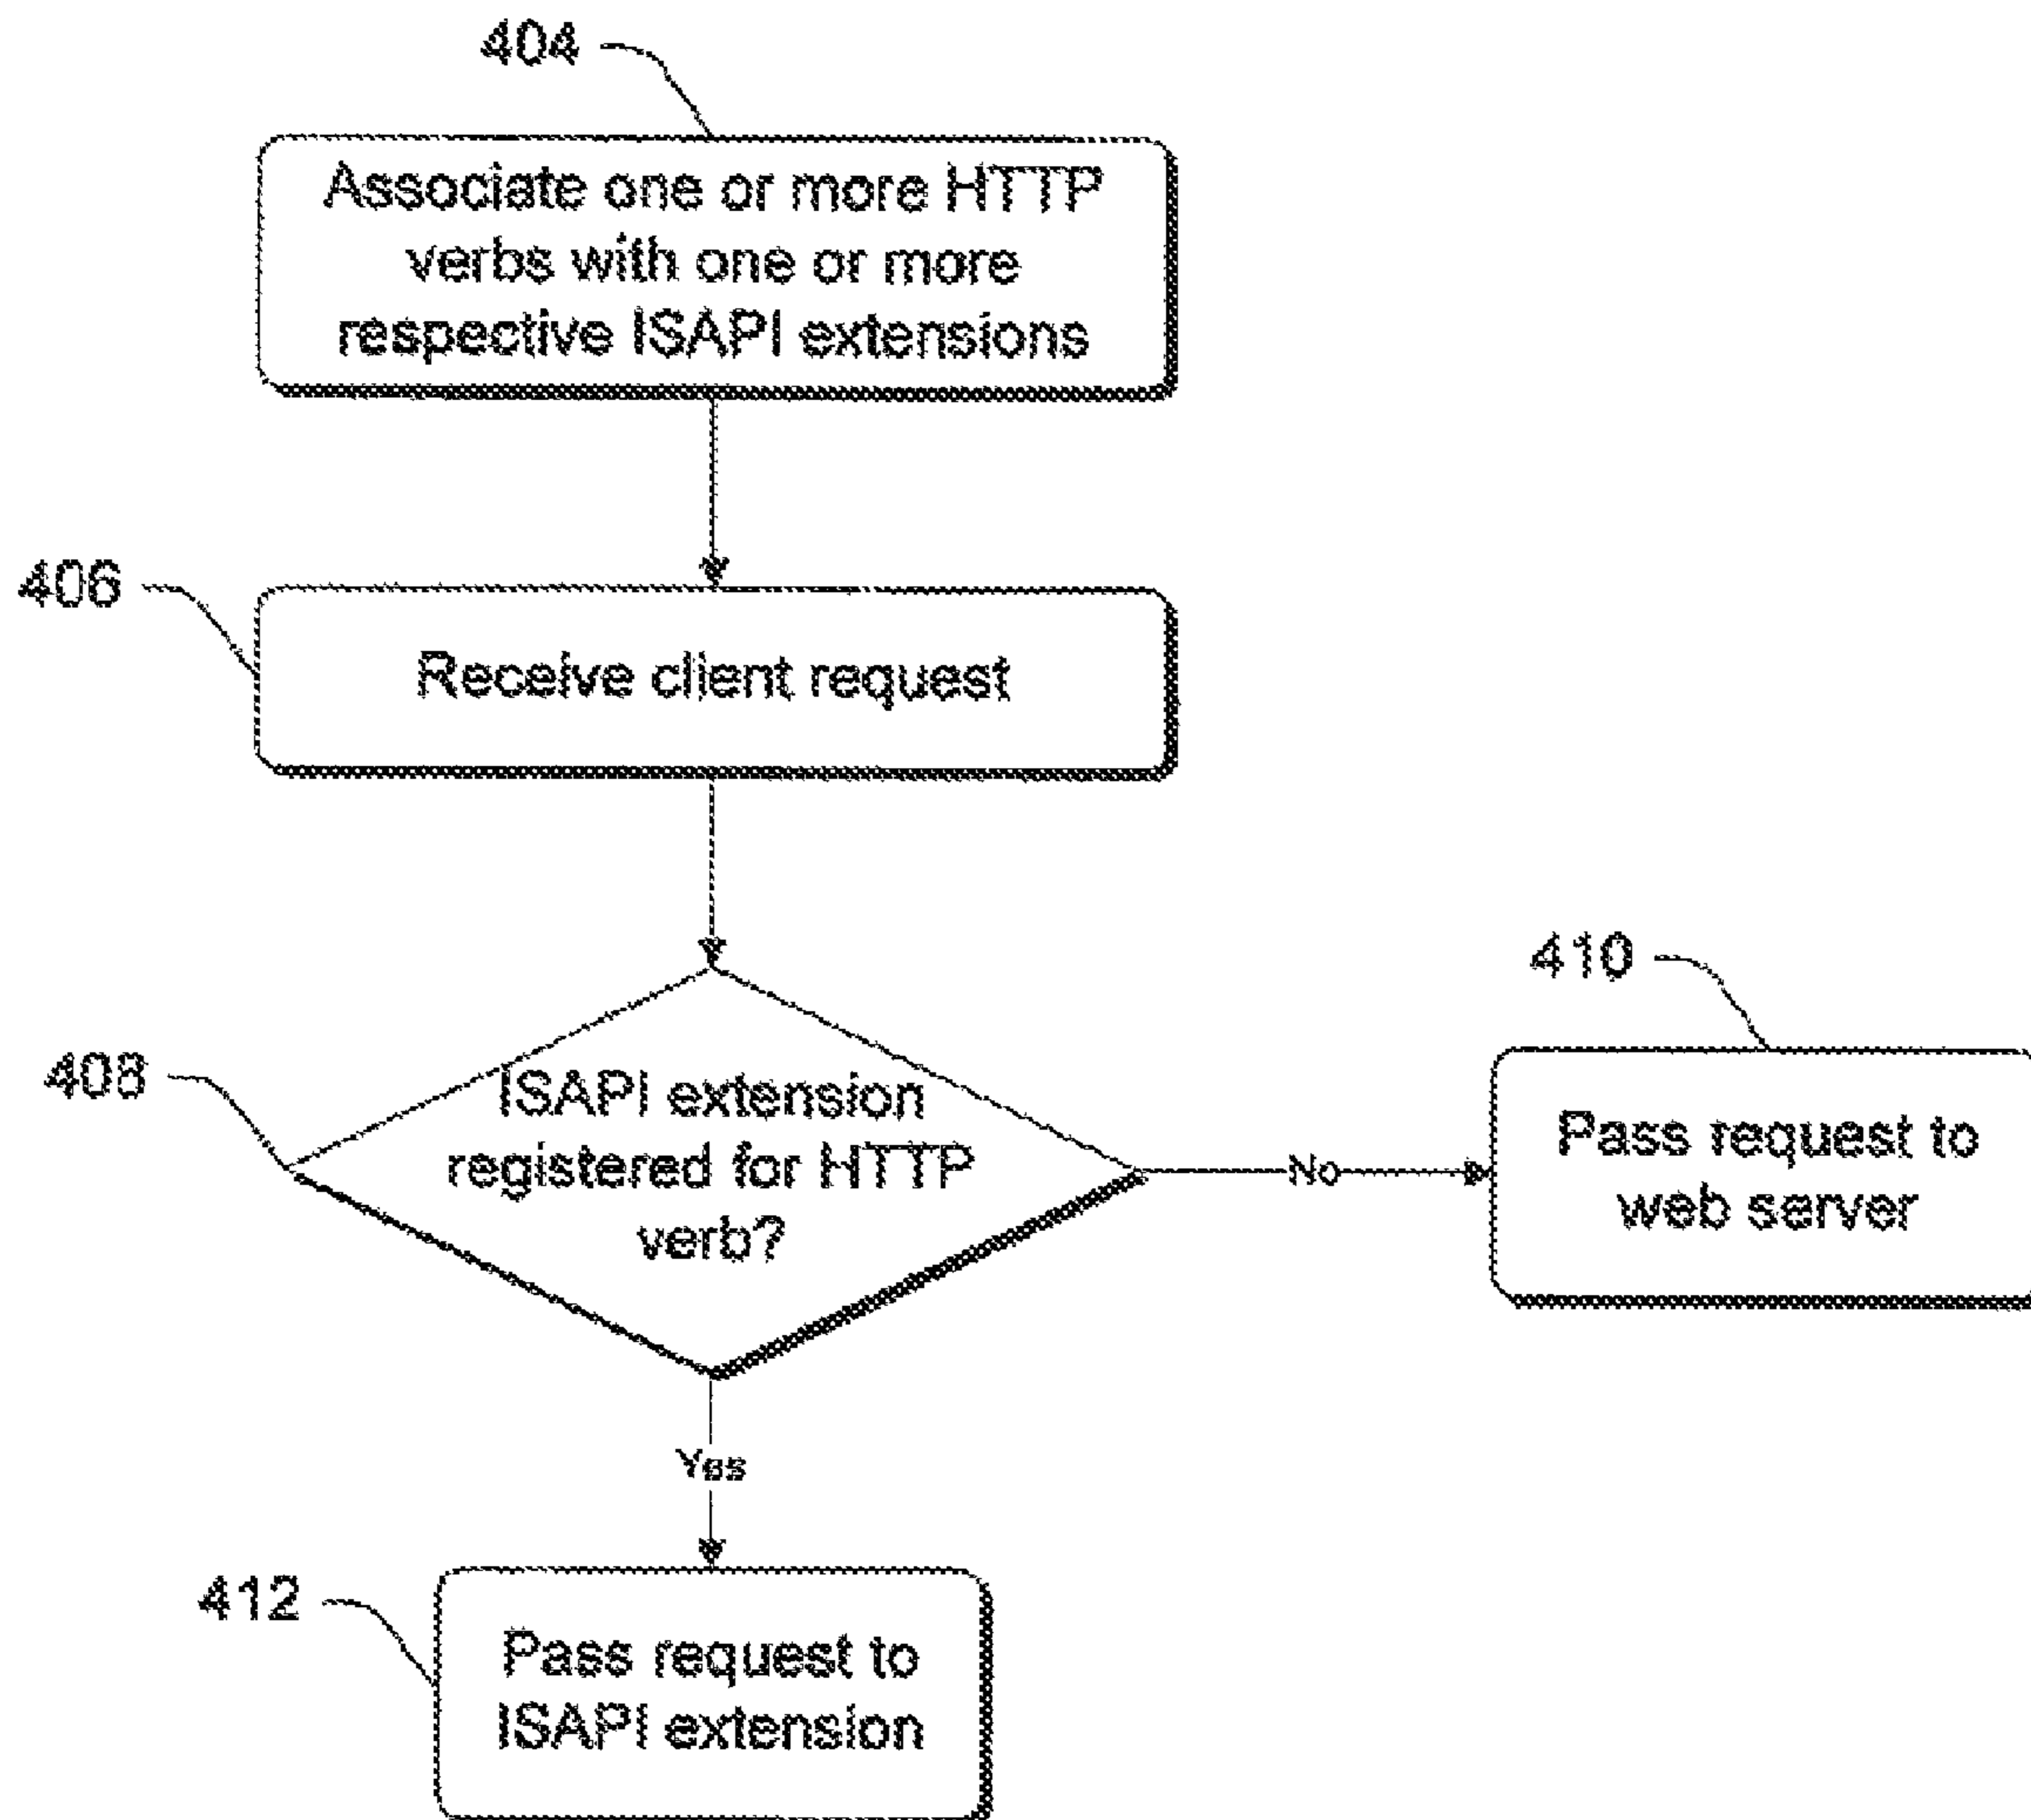 404
Associate one or more HTTP
verbs with one or more
respective ISAPI extensions
406
Receive client request
408
ISAPI extension
registered for HTTP
verb?
No
410
Pass request to
web server
Yes
412
Pass request to
ISAPI extension